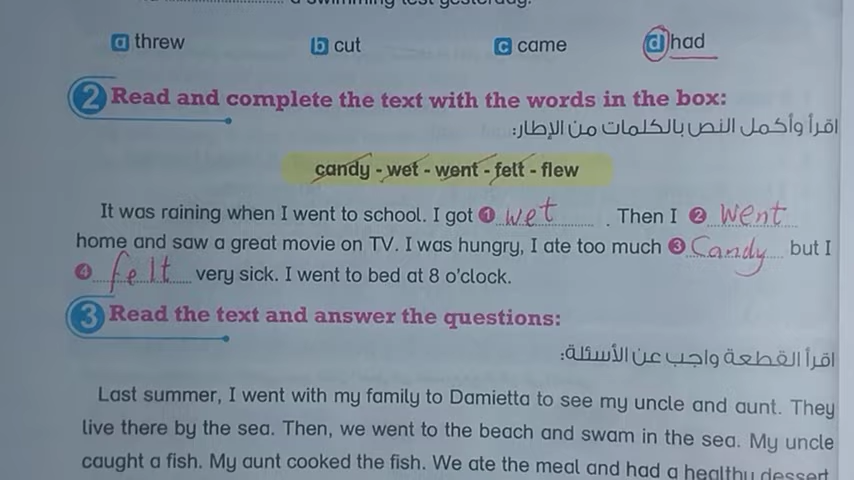 a swimming test yesterday.
a threw b cut c came d had
2 Read and complete the text with the words in the box:
اقرأ وأكمل النص بالكلمات من الإطار:
candy - wet - went - felt - flew
It was raining when I went to school. I got 1 wet . Then I 2 went
home and saw a great movie on TV. I was hungry, I ate too much 3 Candy but I
4 felt very sick. I went to bed at 8 o'clock.
3 Read the text and answer the questions:
اقرأ القطعة واجب عن الأسئلة:
Last summer, I went with my family to Damietta to see my uncle and aunt. They
live there by the sea. Then, we went to the beach and swam in the sea. My uncle
caught a fish. My aunt cooked the fish. We ate the meal and had a healthy dessert